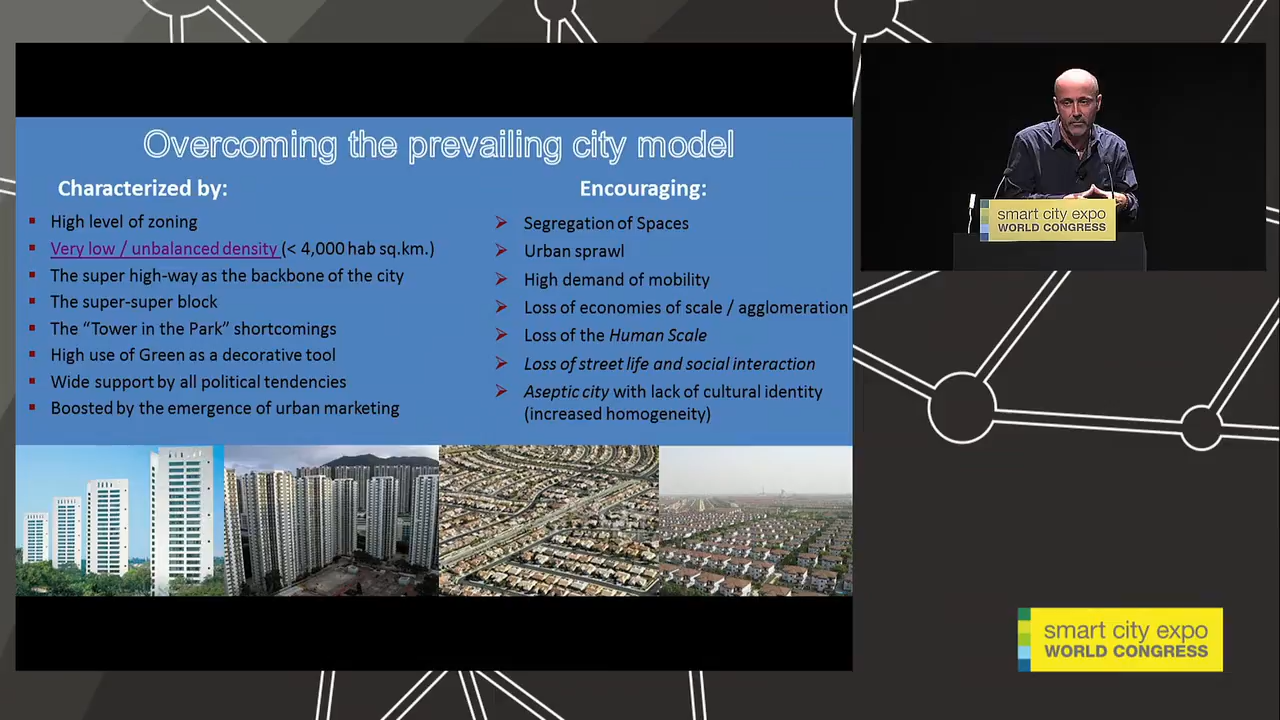 Overcoming the prevailing city model
Characterized by:
High level of zoning
Very low / unbalanced density (< 4,000 hab sq.km.)
The super high-way as the backbone of the city
The super-super block
The “Tower in the Park” shortcomings
High use of Green as a decorative tool
Wide support by all political tendencies
Boosted by the emergence of urban marketing
Encouraging:
Segregation of Spaces
Urban sprawl
High demand of mobility
Loss of economies of scale / agglomeration
Loss of the Human Scale
Loss of street life and social interaction
Aseptic city with lack of cultural identity
(increased homogeneity)
smart city expo
WORLD CONGRESS
smart city expo
WORLD CONGRESS